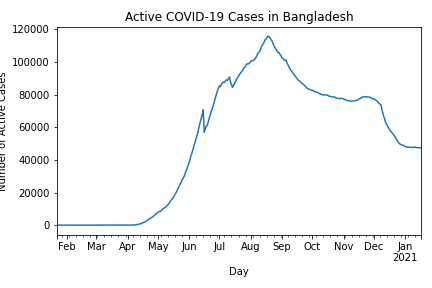 Active COVID-19 Cases in Bangladesh
Number of Active Cases
120000
100000
80000
60000
40000
20000
0
Feb Mar Apr May Jun Jul Aug Sep Oct Nov Dec Jan
2021
Day